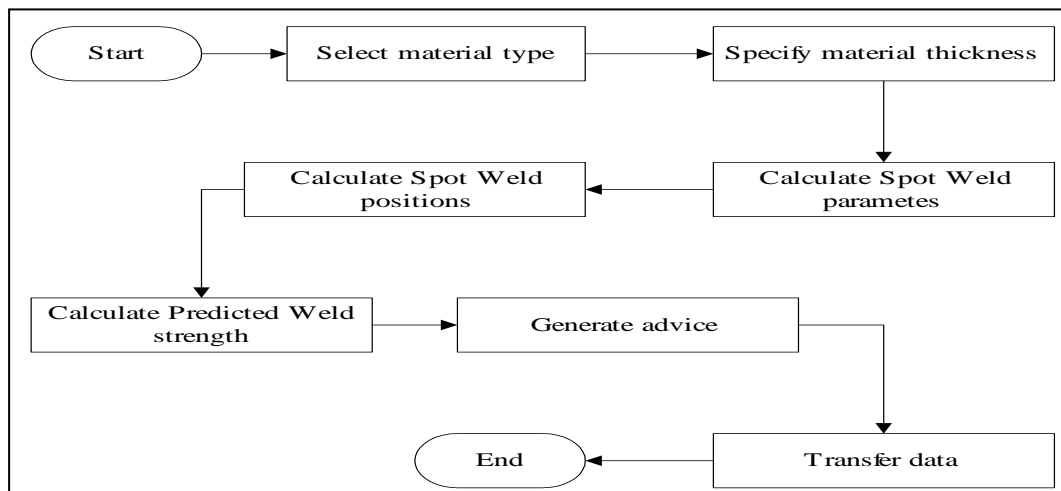 Start
Select material type
Specify material thickness
Calculate Spot Weld
parametes
Calculate Spot Weld
positions
Calculate Predicted Weld
strength
Generate advice
Transfer data
End